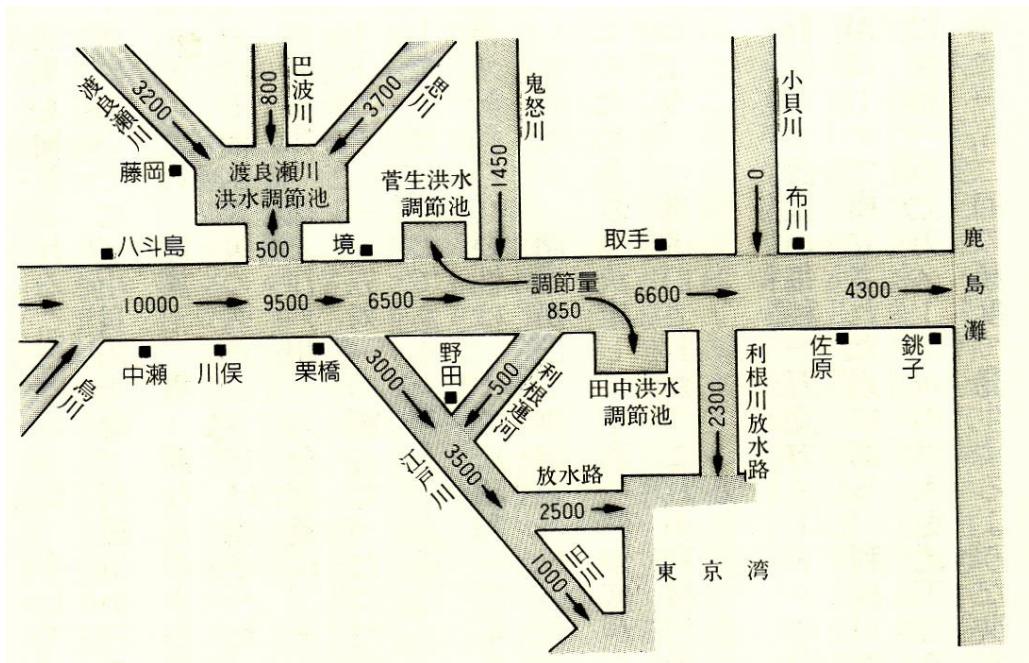 渡良瀬川
3200
800
巴波川
3700
思川
鬼怒川
1450
小貝川
0
藤岡
渡良瀬川
洪水調節池
菅生洪水
調節池
布川
取手
八斗島
500
境
鹿島灘
10000
9500
6500
調節量
850
6600
4300
烏川
中瀬
川俣
栗橋
3000
野田
500
利根運河
田中洪水
調節池
2300
利根川放水路
佐原
銚子
江戸川
3500
放水路
2500
旧川
1000
東京湾